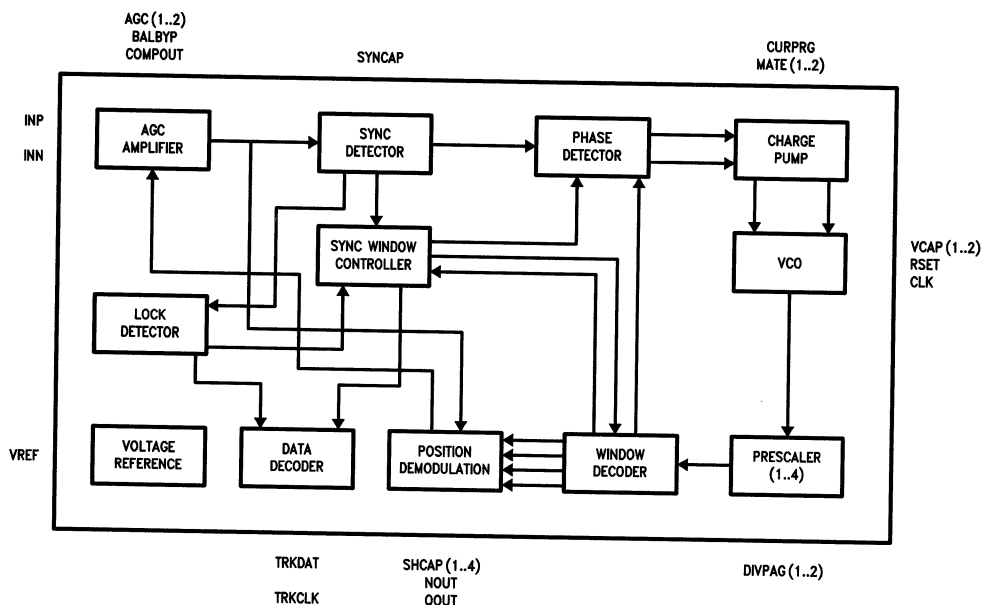 AGC (1..2)
BALBYP
COMPOUT
SYNCAP
CURPRG
MATE (1..2)
INP
INN
AGC
AMPLIFIER
SYNC
DETECTOR
PHASE
DETECTOR
CHARGE
PUMP
SYNC WINDOW
CONTROLLER
VCO
VCAP (1..2)
RSET
CLK
LOCK
DETECTOR
VREF
VOLTAGE
REFERENCE
DATA
DECODER
POSITION
DEMODULATION
WINDOW
DECODER
PRESCALER
(1..4)
TRKDAT
TRKCLK
SHCAP (1..4)
NOUT
QOUT
DIVPAG (1..2)